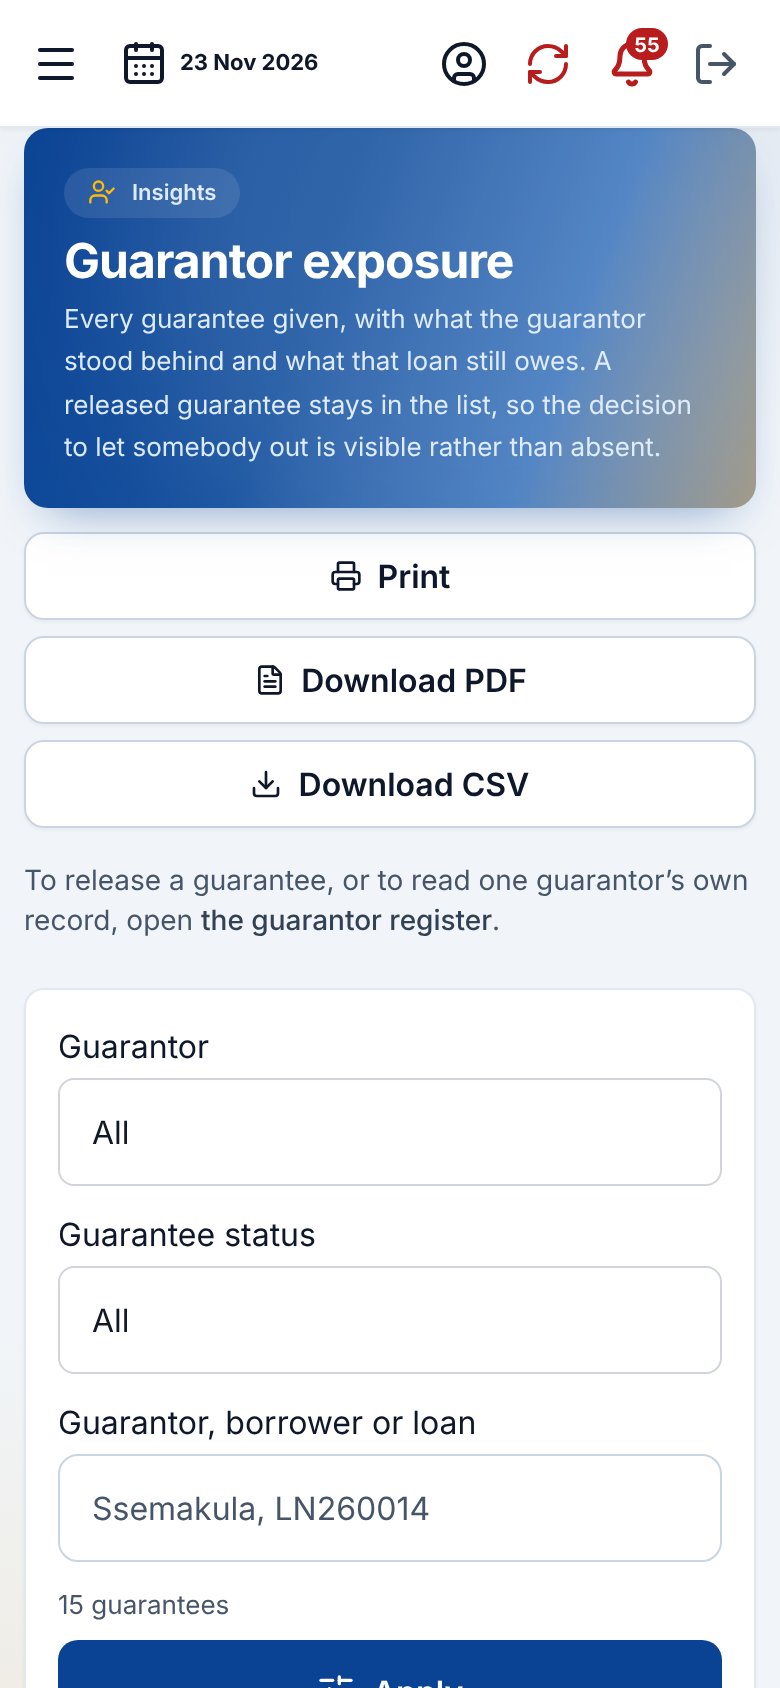 23 Nov 2026
55
Insights
Guarantor exposure
Every guarantee given, with what the guarantor
stood behind and what that loan still owes. A
released guarantee stays in the list, so the decision
to let somebody out is visible rather than absent.
Print
Download PDF
Download CSV
To release a guarantee, or to read one guarantor’s own
record, open the guarantor register.
Guarantor
All
Guarantee status
All
Guarantor, borrower or loan
Ssemakula, LN260014
15 guarantees
Apply